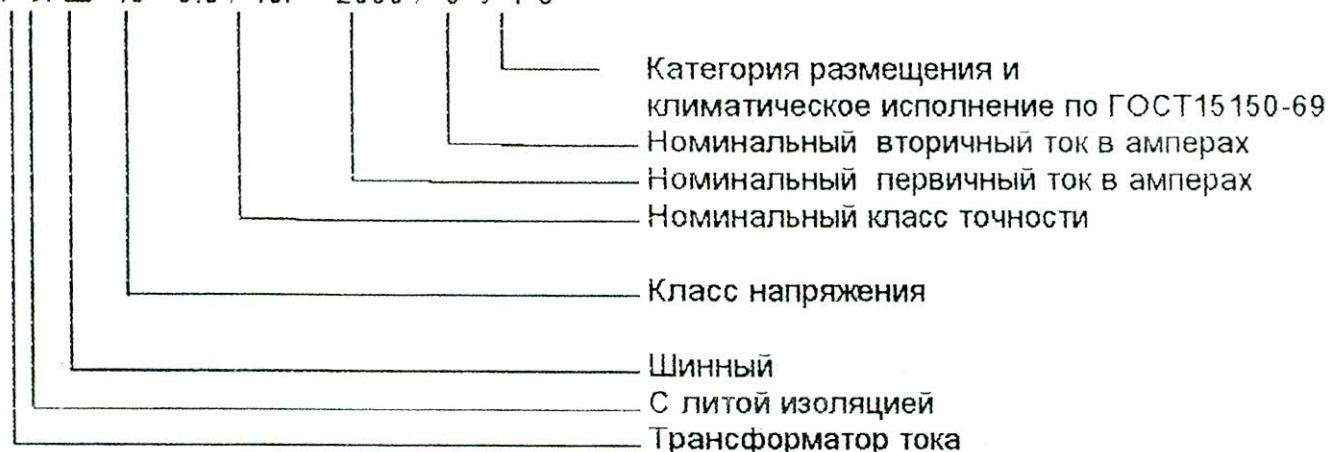 Категория размещения и
климатическое исполнение по ГОСТ15150-69
Номинальный вторичный ток в амперах
Номинальный первичный ток в амперах
Номинальный класс точности
Класс напряжения
Шинный
С литой изоляцией
Трансформатор тока